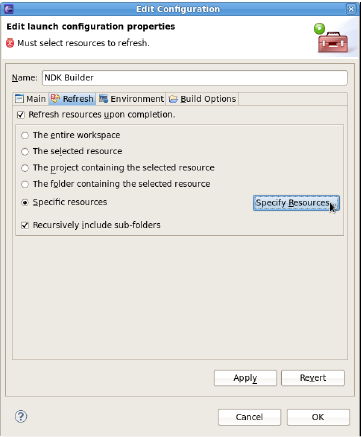 Edit Configuration
Edit launch configuration properties
Must select resources to refresh.
Name: NDK Builder
Main Refresh Environment Build Options
Refresh resources upon completion.
The entire workspace
The selected resource
The project containing the selected resource
The folder containing the selected resource
Specific resources Specify Resources...
Recursively include sub-folders
Apply Revert
Cancel OK